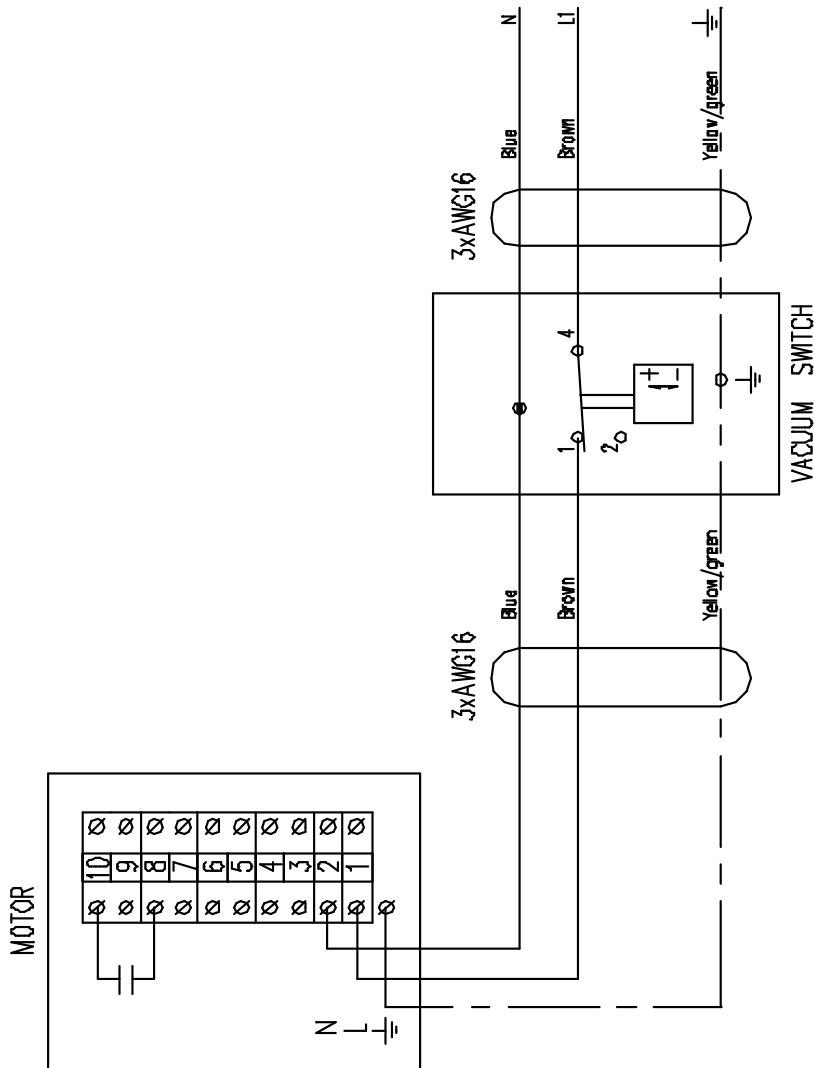 N
L1
Blue
Brown
Yellow/green
3xAWG16
4
+
-
1
2
VACUUM SWITCH
Blue
Brown
Yellow/green
3xAWG16
MOTOR
10
9
8
7
6
5
4
3
2
1
N
L